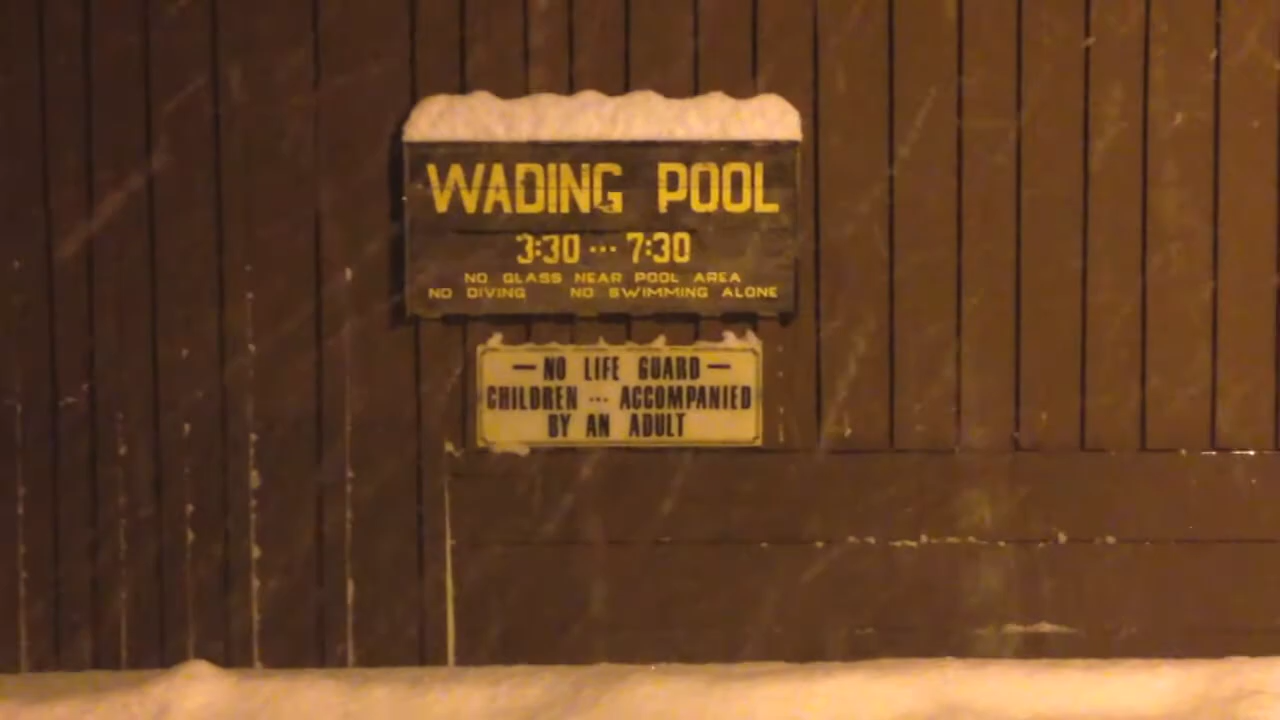 WADING POOL
3:30 ... 7:30
NO GLASS NEAR POOL AREA
NO DIVING NO SWIMMING ALONE
— NO LIFE GUARD —
CHILDREN ... ACCOMPANIED
BY AN ADULT